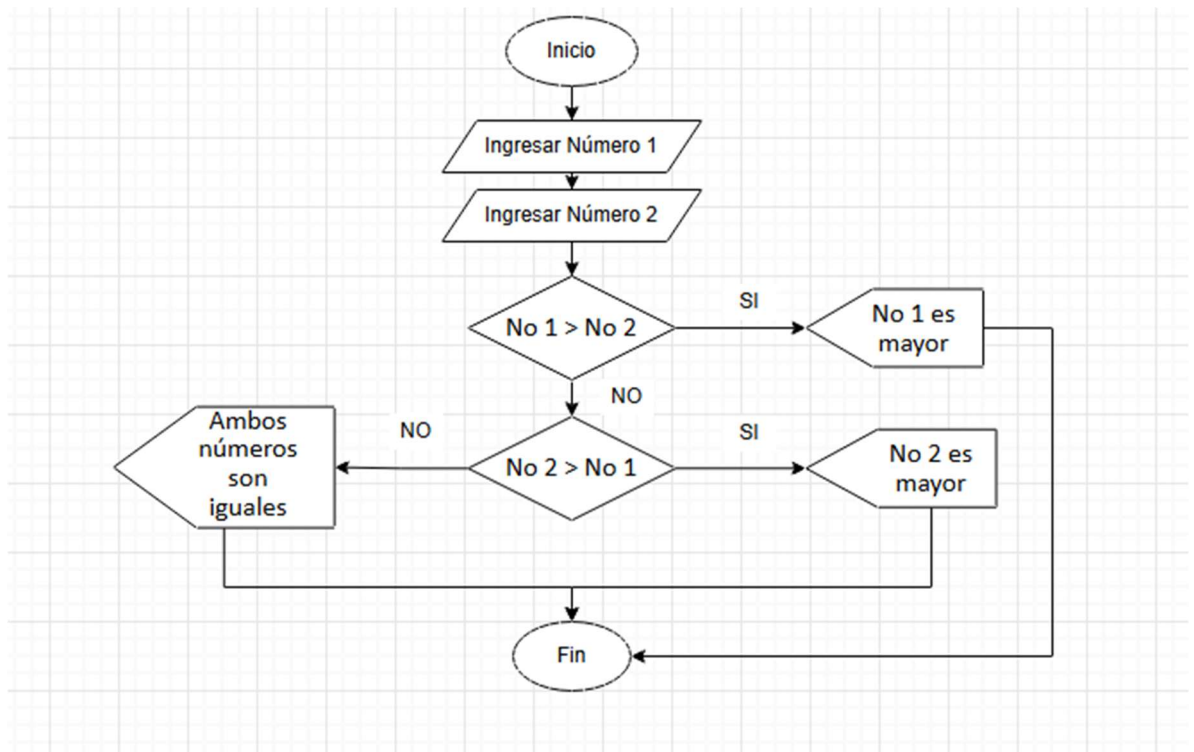 Inicio
Ingresar Número 1
Ingresar Número 2
No 1 > No 2
SI
No 1 es
mayor
NO
No 2 > No 1
SI
No 2 es
mayor
NO
Ambos
números
son
iguales
Fin